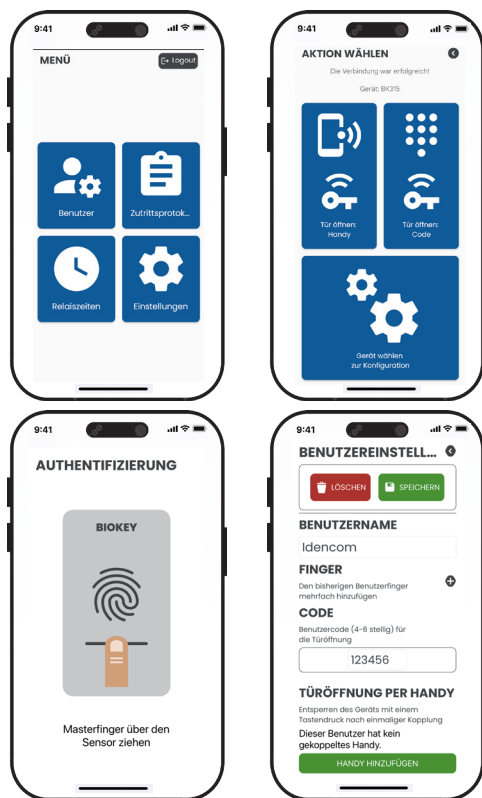 9:41
MENÜ
Logout
Benutzer
Zutrittsprotok...
Relaiszeiten
Einstellungen
9:41
AKTION WÄHLEN
Die Verbindung war erfolgreich!
Gerät: BK315
Tür öffnen:
Handy
Tür öffnen:
Code
Gerät wählen
zur Konfiguration
9:41
AUTHENTIFIZIERUNG
BIOKEY
Masterfinger über den
Sensor ziehen
9:41
BENUTZEREINSTELL...
LÖSCHEN
SPEICHERN
BENUTZERNAME
Idencom
FINGER
Den bisherigen Benutzerfinger
mehrfach hinzufügen
CODE
Benutzercode (4-6 stellig) für
die Türöffnung
123456
TÜRÖFFNUNG PER HANDY
Entsperren des Geräts mit einem
Tastendruck nach einmaliger Kopplung
Dieser Benutzer hat kein
gekoppeltes Handy.
HANDY HINZUFÜGEN